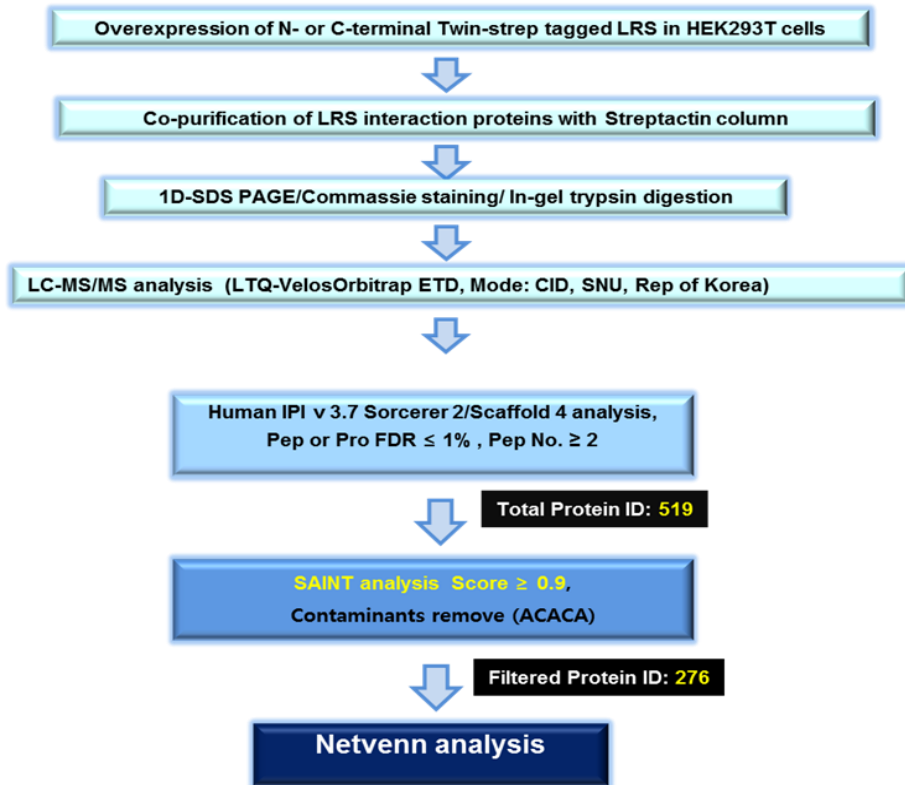 Overexpression of N- or C-terminal Twin-strep tagged LRS in HEK293T cells
Co-purification of LRS interaction proteins with Streptactin column
1D-SDS PAGE/Commassie staining/ In-gel trypsin digestion
LC-MS/MS analysis (LTQ-VelosOrbitrap ETD, Mode: CID, SNU, Rep of Korea)
Human IPI v 3.7 Sorcerer 2/Scaffold 4 analysis,
Pep or Pro FDR ≤ 1% , Pep No. ≥ 2
Total Protein ID: 519
SAINT analysis Score ≥ 0.9,
Contaminants remove (ACACA)
Filtered Protein ID: 276
Netvenn analysis